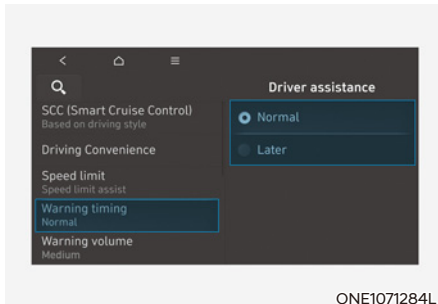 Driver assistance
SCC (Smart Cruise Control)
Based on driving style
Driving Convenience
Speed limit
Speed limit assist
Warning timing
Normal
Warning volume
Medium
Normal
Later
ONE1071284L